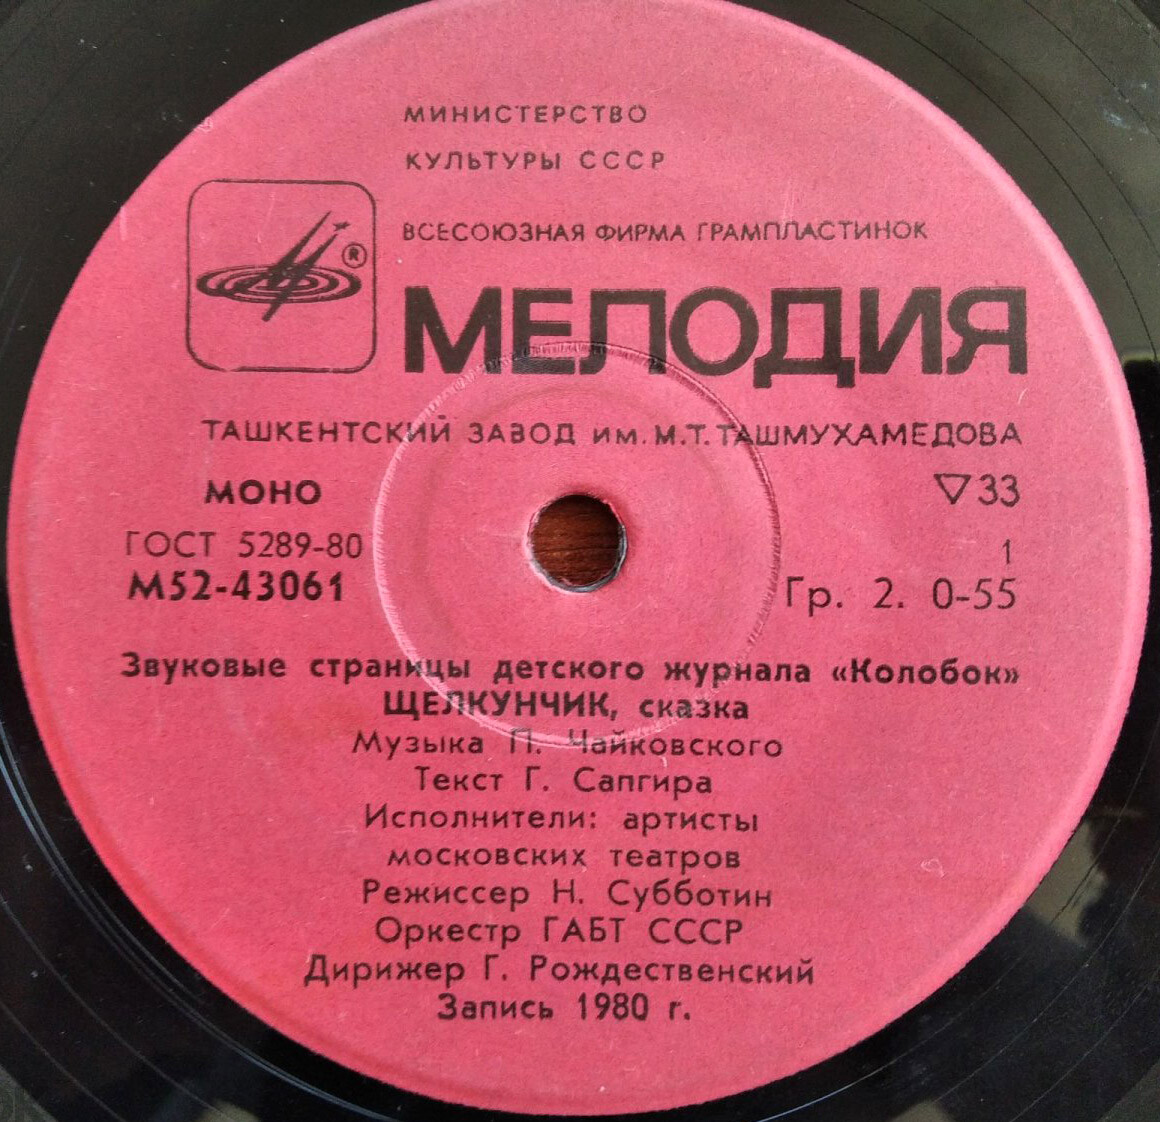 МИНИСТЕРСТВО
КУЛЬТУРЫ СССР
ВСЕСОЮЗНАЯ ФИРМА ГРАМПЛАСТИНОК
®
МЕЛОДИЯ
ТАШКЕНТСКИЙ ЗАВОД ИМ. М.Т. ТАШМУХАМЕДОВА
МОНО ▽33
ГОСТ 5289-80 1
М52-43061 Гр. 2. 0-55
Звуковые страницы детского журнала «Колобок»
ЩЕЛКУНЧИК, сказка
Музыка П. Чайковского
Текст Г. Сапгира
Исполнители: артисты
московских театров
Режиссер Н. Субботин
Оркестр ГАБТ СССР
Дирижер Г. Рождественский
Запись 1980 г.